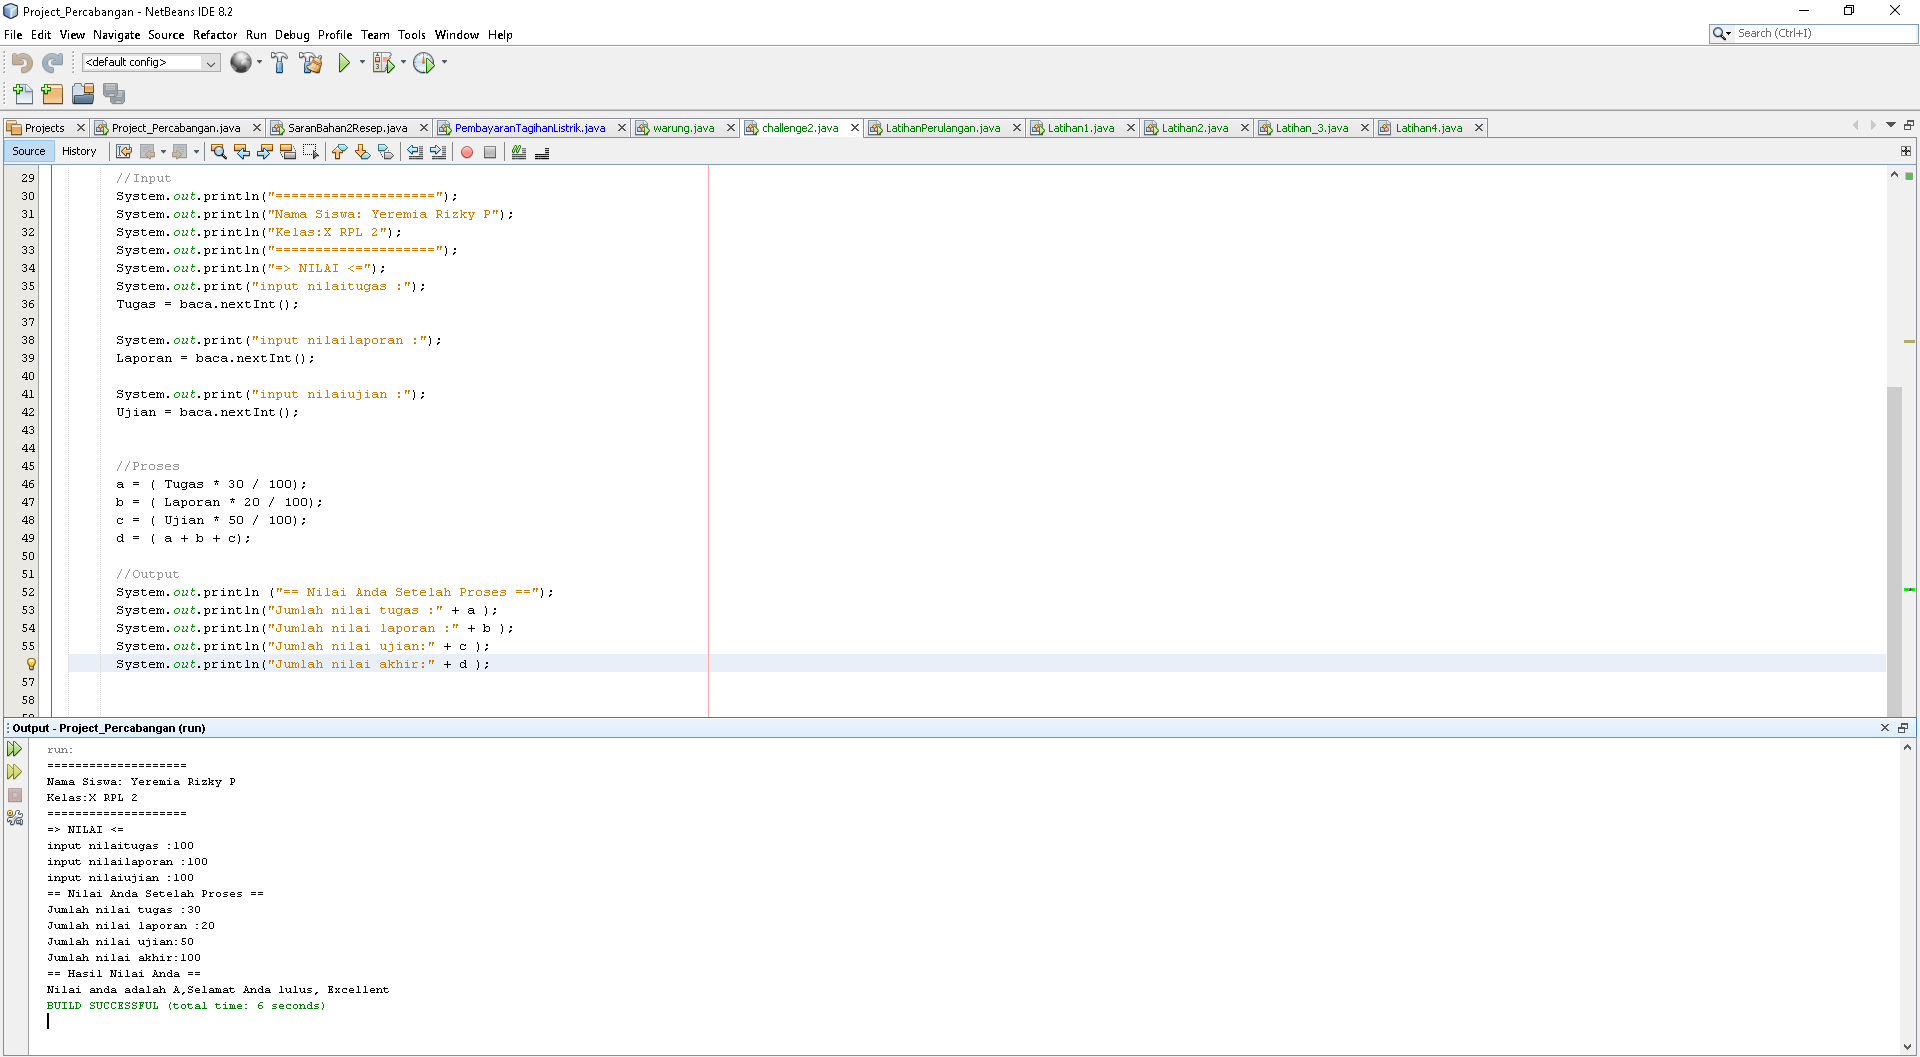 Project_Percabangan - NetBeans IDE 8.2
File Edit View Navigate Source Refactor Run Debug Profile Team Tools Window Help
Search (Ctrl+I)
<default config>
Projects Project_Percabangan.java SaranBahan2Resep.java PembayaranTagihanListrik.java warung.java challenge2.java LatihanPerulangan.java Latihan1.java Latihan2.java Latihan_3.java Latihan4.java
Source History
29 //Input
30 System.out.println("====================");
31 System.out.println("Nama Siswa: Yeremia Rizky P");
32 System.out.println("Kelas:X RPL 2");
33 System.out.println("====================");
34 System.out.println("=> NILAI <=");
35 System.out.print("input nilaitugas :");
36 Tugas = baca.nextInt();
37
38 System.out.print("input nilailaporan :");
39 Laporan = baca.nextInt();
40
41 System.out.print("input nilaiujian :");
42 Ujian = baca.nextInt();
43
44
45 //Proses
46 a = ( Tugas * 30 / 100);
47 b = ( Laporan * 20 / 100);
48 c = ( Ujian * 50 / 100);
49 d = ( a + b + c);
50
51 //Output
52 System.out.println ("== Nilai Anda Setelah Proses ==");
53 System.out.println("Jumlah nilai tugas :" + a );
54 System.out.println("Jumlah nilai laporan :" + b );
55 System.out.println("Jumlah nilai ujian:" + c );
System.out.println("Jumlah nilai akhir:" + d );
57
58
Output - Project_Percabangan (run)
run:
====================
Nama Siswa: Yeremia Rizky P
Kelas:X RPL 2
====================
=> NILAI <=
input nilaitugas :100
input nilailaporan :100
input nilaiujian :100
== Nilai Anda Setelah Proses ==
Jumlah nilai tugas :30
Jumlah nilai laporan :20
Jumlah nilai ujian:50
Jumlah nilai akhir:100
== Hasil Nilai Anda ==
Nilai anda adalah A,Selamat Anda lulus, Excellent
BUILD SUCCESSFUL (total time: 6 seconds)